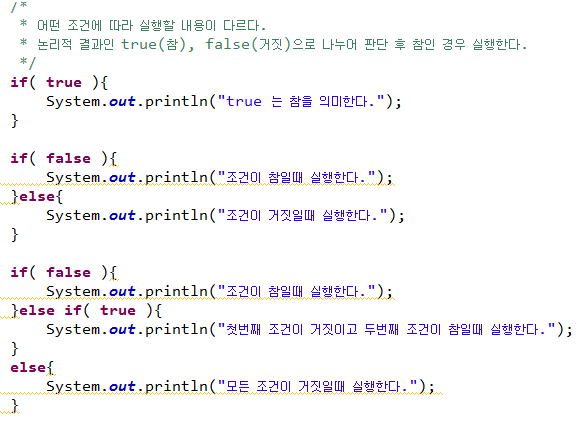 /*
 * 어떤 조건에 따라 실행할 내용이 다르다.
 * 논리적 결과인 true(참), false(거짓)으로 나누어 판단 후 참인 경우 실행한다.
 */
if( true ){
    System.out.println("true 는 참을 의미한다.");
}

if( false ){
    System.out.println("조건이 참일때 실행한다.");
}else{
    System.out.println("조건이 거짓일때 실행한다.");
}

if( false ){
    System.out.println("조건이 참일때 실행한다.");
}else if( true ){
    System.out.println("첫번째 조건이 거짓이고 두번째 조건이 참일때 실행한다.");
}
else{
    System.out.println("모든 조건이 거짓일때 실행한다.");
}